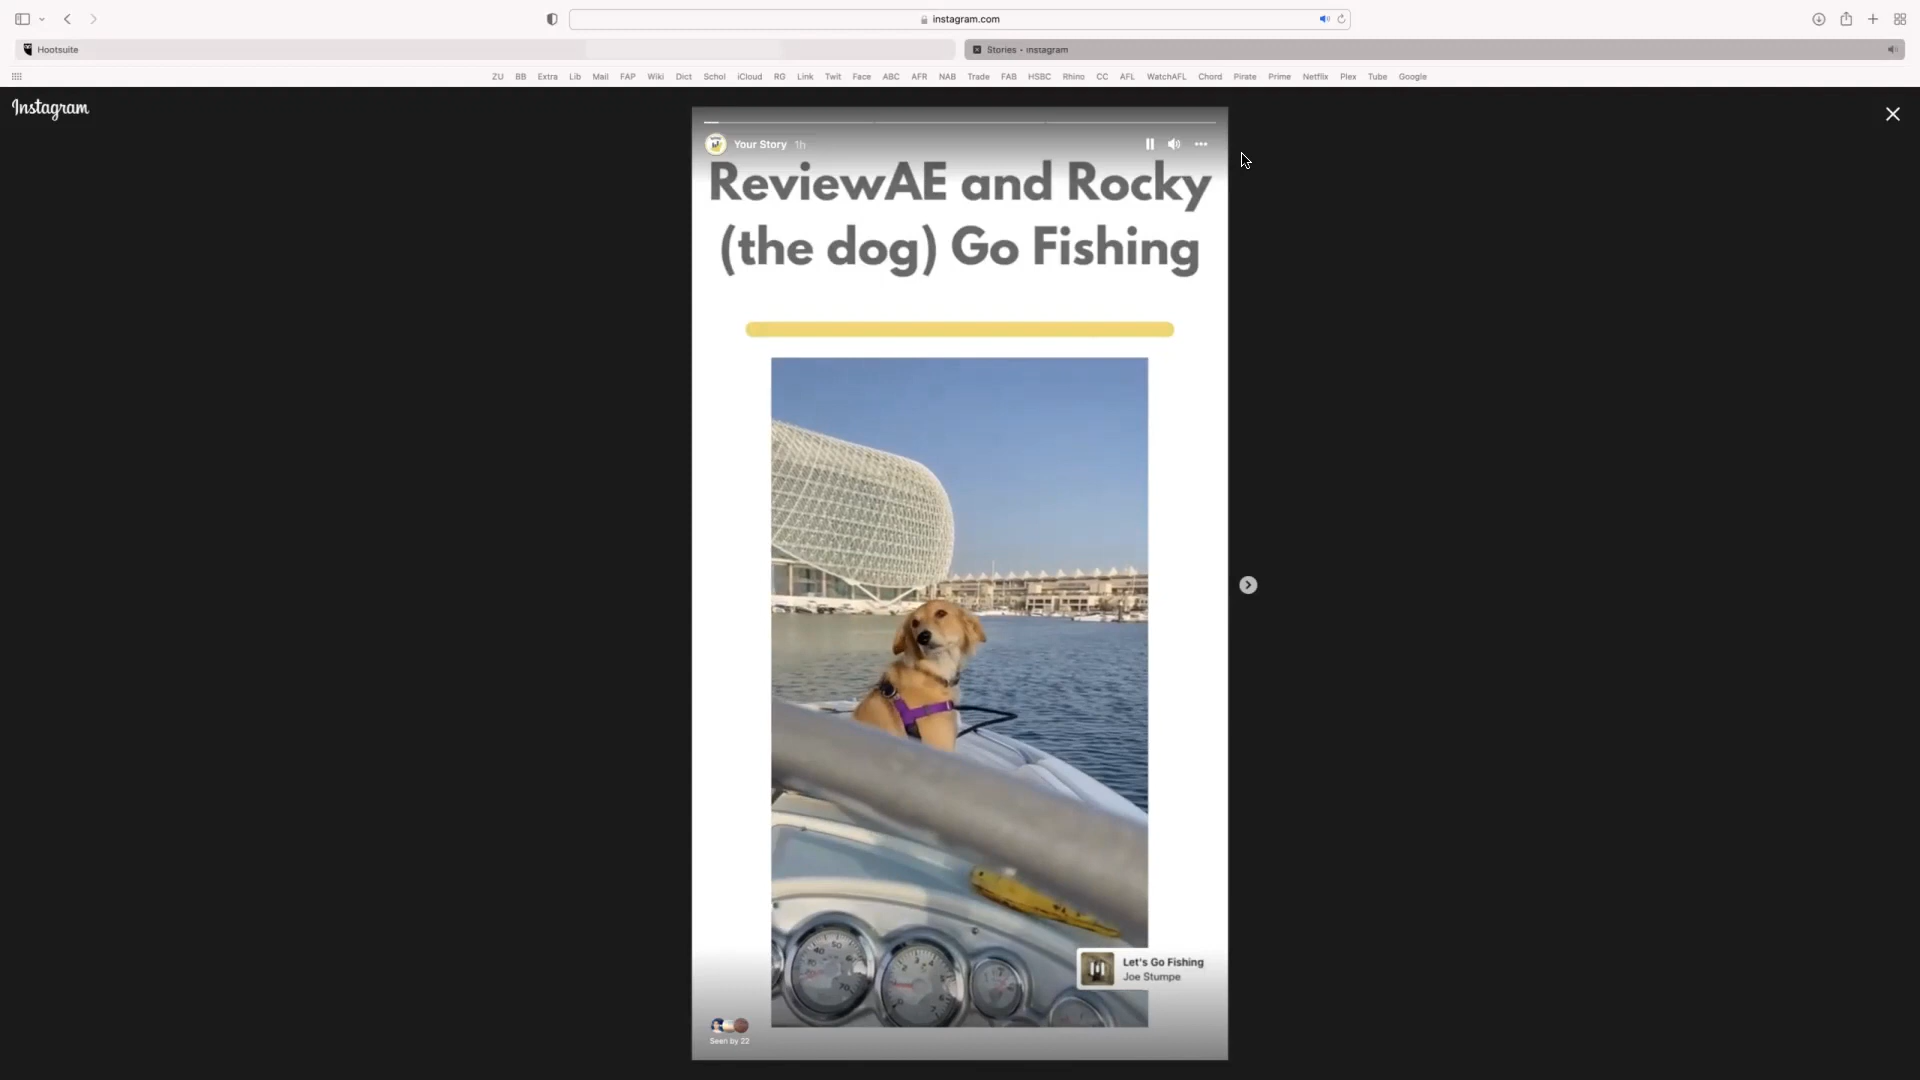 instagram.com
Hootsuite
Stories • Instagram
ZU BB Extra Lib Mail FAP Wiki Dict Schol iCloud RG Link Twit Face ABC AFR NAB Trade FAB HSBC Rhino CC AFL WatchAFL Chord Pirate Prime Netflix Plex Tube Google
Instagram
Your Story 1h
ReviewAE and Rocky
(the dog) Go Fishing
Let's Go Fishing
Joe Stumpe
Seen by 22